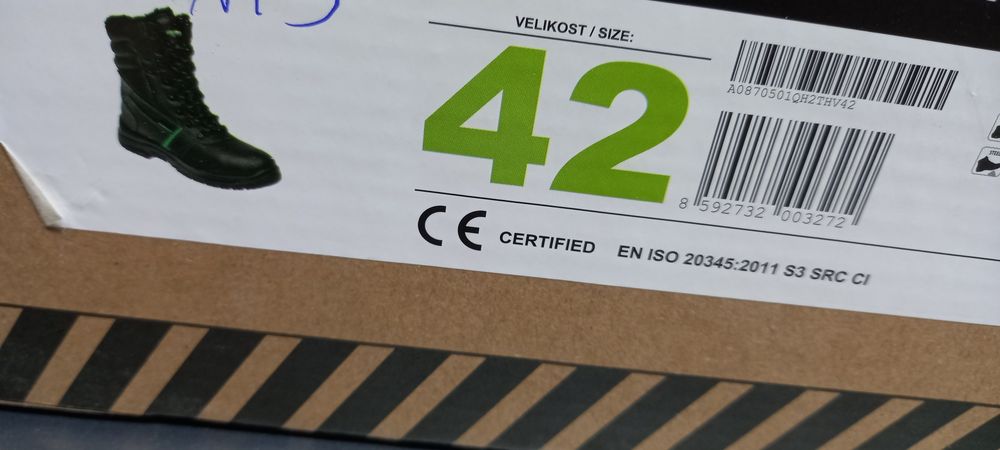 VELIKOST / SIZE:
42
A0870501QH2THV42
8 592732 003272
CE CERTIFIED EN ISO 20345:2011 S3 SRC CI